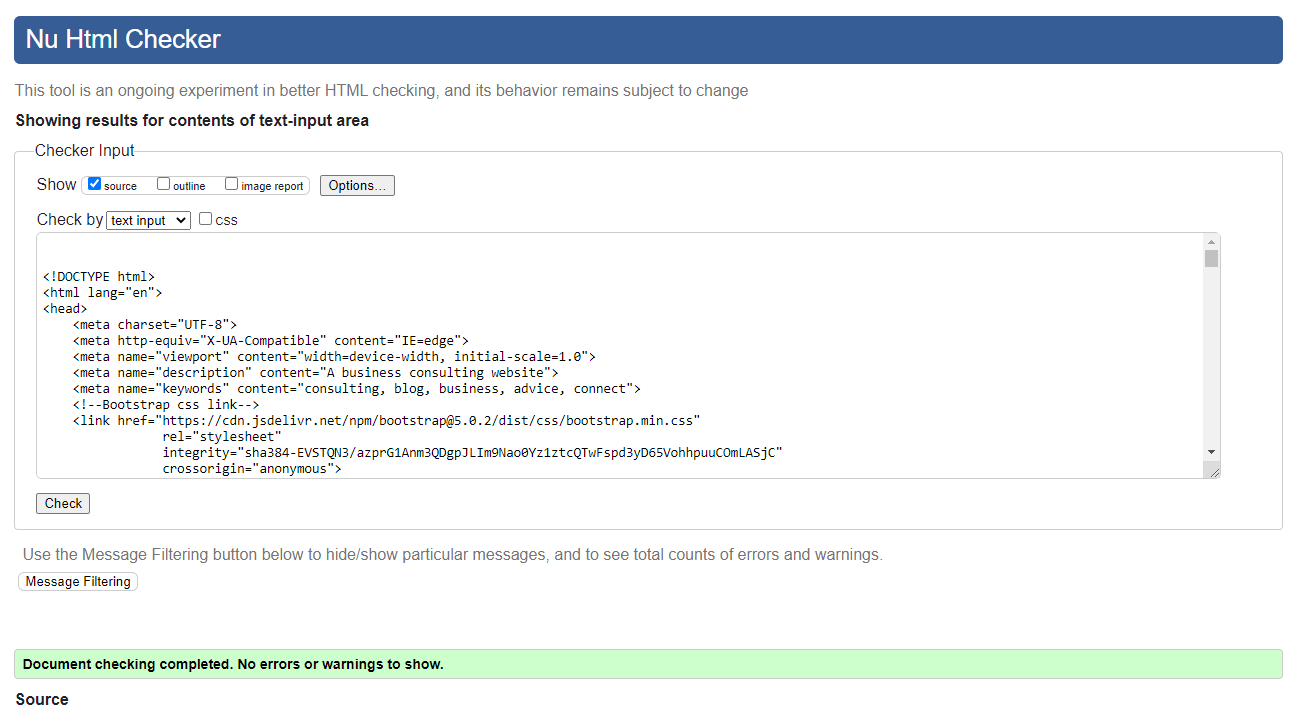 Nu Html Checker
This tool is an ongoing experiment in better HTML checking, and its behavior remains subject to change
Showing results for contents of text-input area
Checker Input
Show source outline image report Options...
Check by text input CSS
<!DOCTYPE html>
<html lang="en">
<head>
    <meta charset="UTF-8">
    <meta http-equiv="X-UA-Compatible" content="IE=edge">
    <meta name="viewport" content="width=device-width, initial-scale=1.0">
    <meta name="description" content="A business consulting website">
    <meta name="keywords" content="consulting, blog, business, advice, connect">
    <!--Bootstrap css link-->
    <link href="https://cdn.jsdelivr.net/npm/bootstrap@5.0.2/dist/css/bootstrap.min.css"
                rel="stylesheet"
                integrity="sha384-EVSTQN3/azprG1Anm3QDgpJLIm9Nao0Yz1ztcQTwFspd3yD65VohhpuuCOmLASjC"
                crossorigin="anonymous">
Check
Use the Message Filtering button below to hide/show particular messages, and to see total counts of errors and warnings.
Message Filtering
Document checking completed. No errors or warnings to show.
Source